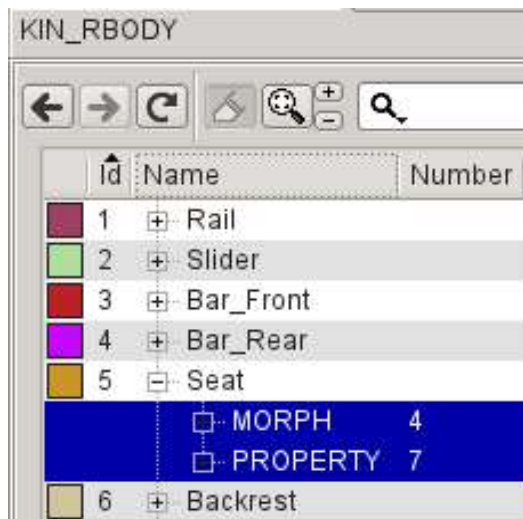 KIN_RBODY
Id Name Number
1 Rail
2 Slider
3 Bar_Front
4 Bar_Rear
5 Seat
MORPH 4
PROPERTY 7
6 Backrest